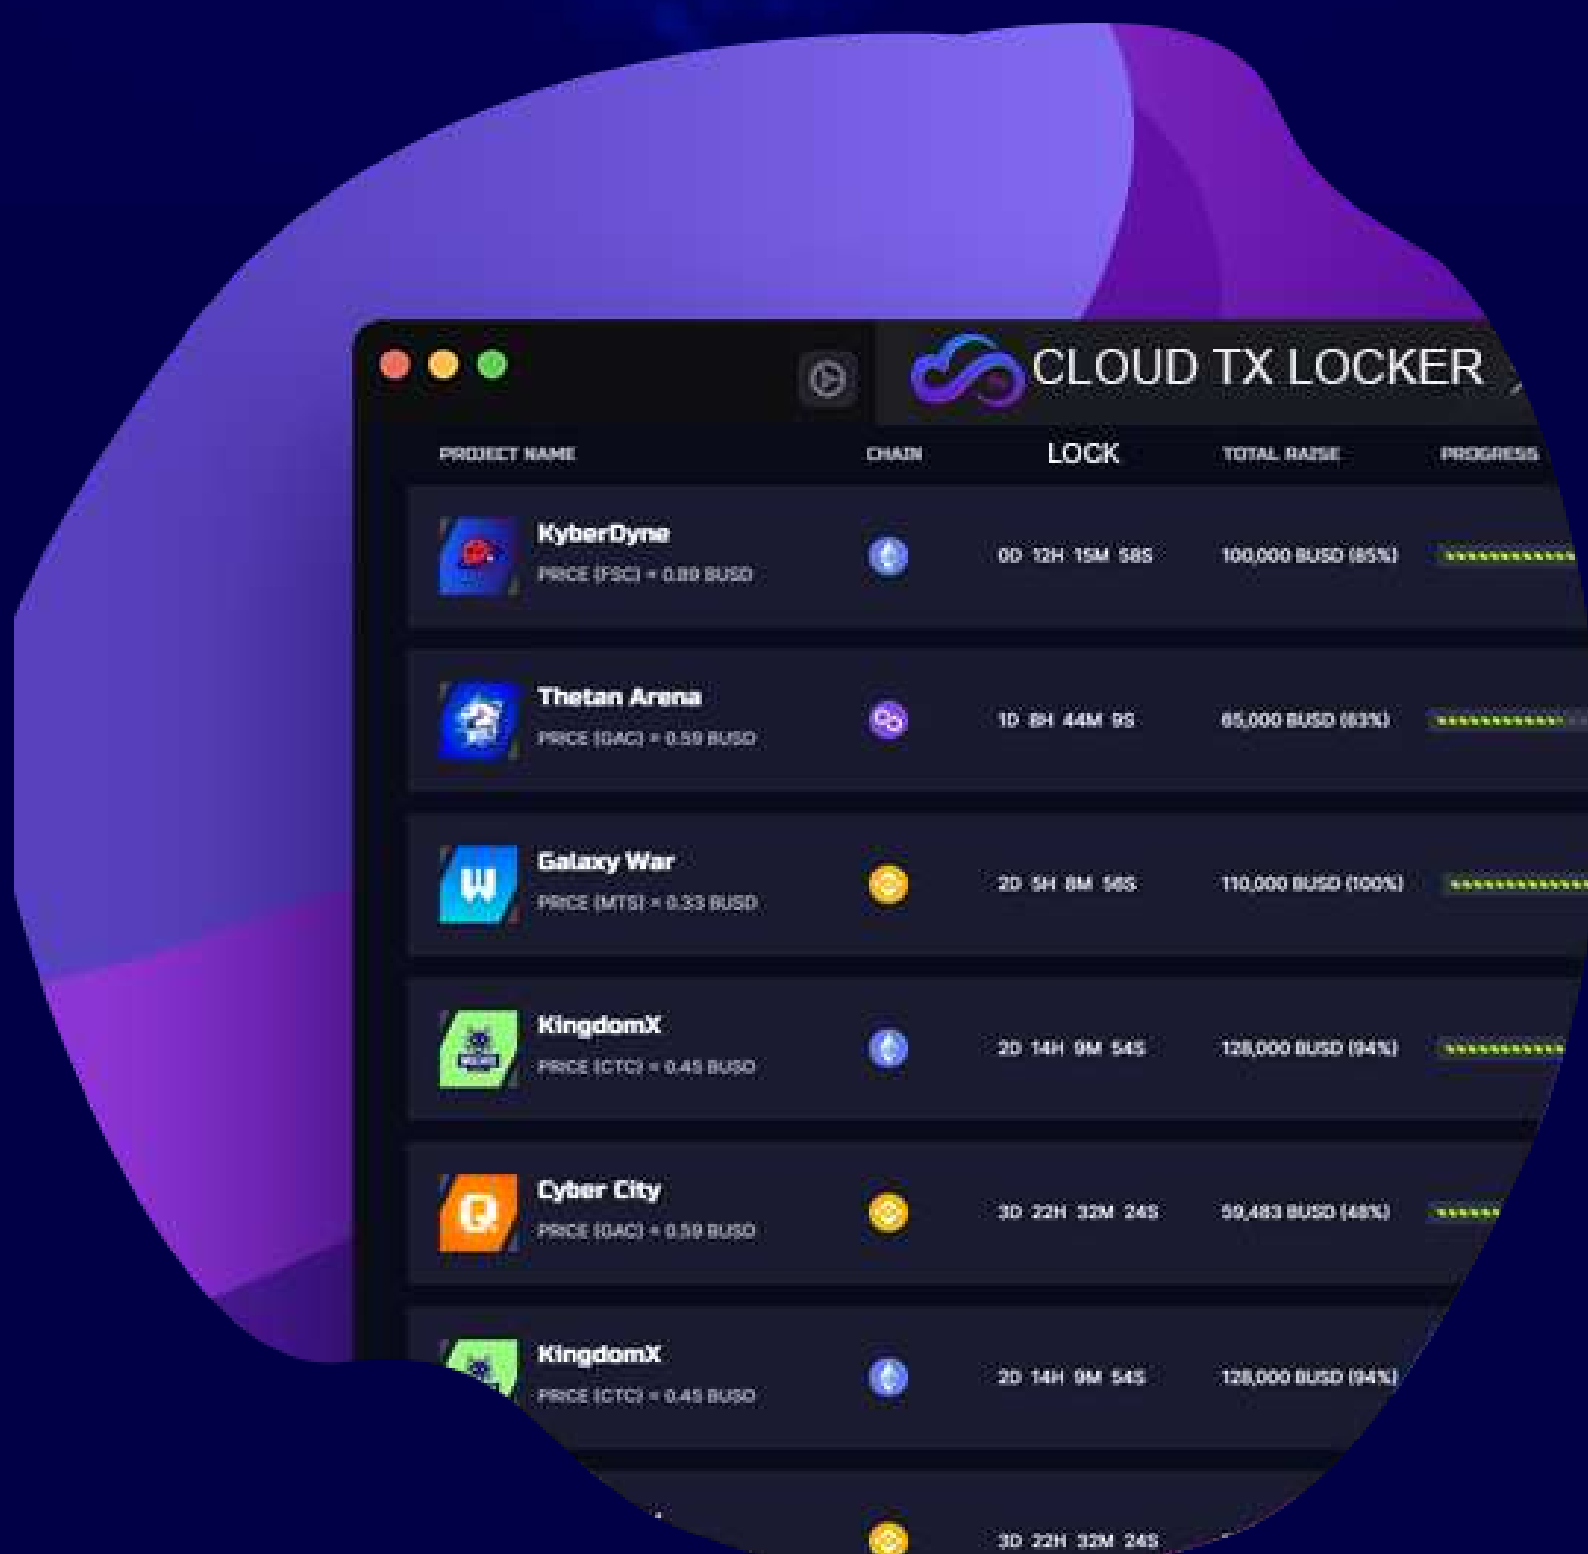 CLOUD TX LOCKER
PROJECT NAME CHAIN LOCK TOTAL RAISE PROGRESS
KyberDyne
PRICE (FSC) = 0.89 BUSD
0D 12H 15M 58S 100,000 BUSD (85%)
Thetan Arena
PRICE (GAC) = 0.59 BUSD
1D 8H 44M 9S 65,000 BUSD (63%)
W
Galaxy War
PRICE (MTS) = 0.33 BUSD
2D 5H 8M 56S 110,000 BUSD (100%)
KingdomX
PRICE (CTC) = 0.45 BUSD
2D 14H 9M 54S 128,000 BUSD (94%)
Q
Cyber City
PRICE (GAC) = 0.59 BUSD
3D 22H 32M 24S 59,483 BUSD (48%)
KingdomX
PRICE (CTC) = 0.45 BUSD
2D 14H 9M 54S 128,000 BUSD (94%)
3D 22H 32M 24S